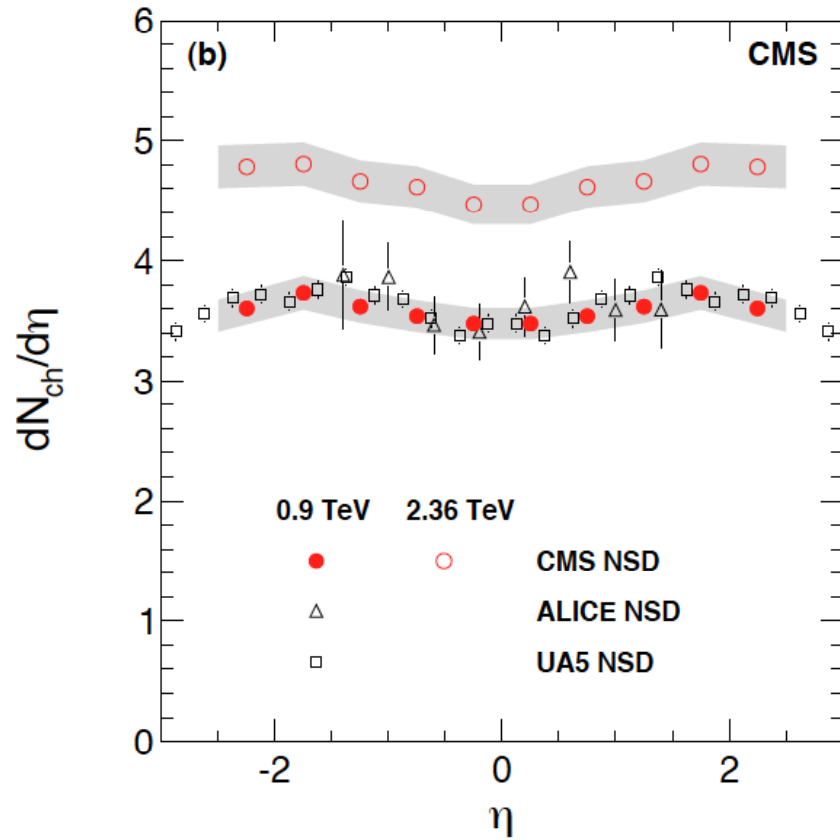 6
(b) CMS
5
4
3
dN_ch/dη
2
0.9 TeV 2.36 TeV
CMS NSD
1
ALICE NSD
UA5 NSD
0
-2 0 2
η